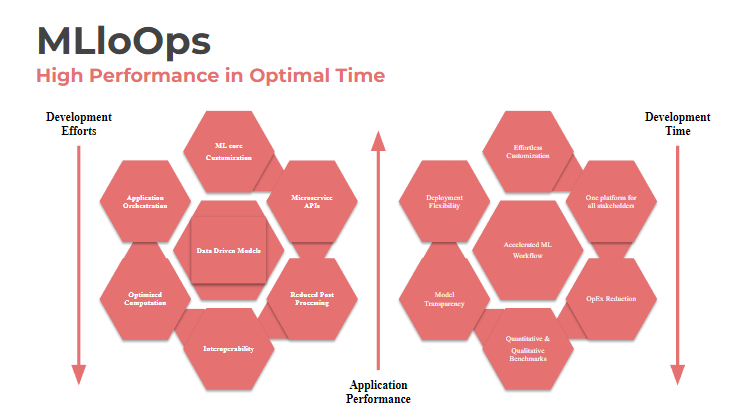 MLloOps
High Performance in Optimal Time
Development
Efforts
ML core
Customization
Application
Orchestration
Microservice
APIs
Data Driven Models
Optimized
Computation
Reduced Post
Processing
Interoperability
Application
Performance
Effortless
Customization
Deployment
Flexibility
One platform for
all stakeholders
Accelerated ML
Workflow
Model
Transparency
OpEx Reduction
Quantitative &
Qualitative
Benchmarks
Development
Time